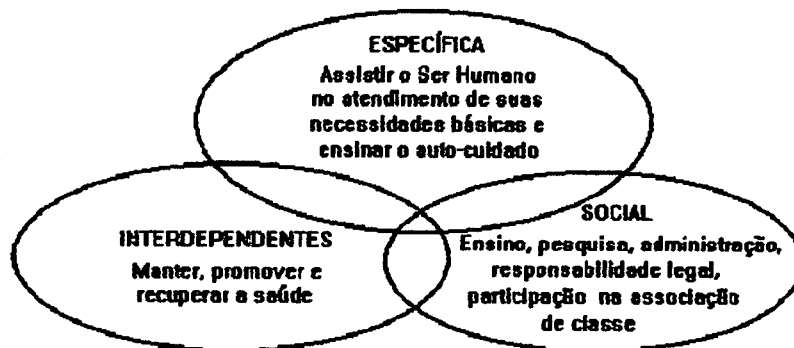 ESPECÍFICA
Assistir o Ser Humano
no atendimento de suas
necessidades básicas e
ensinar o auto-cuidado
INTERDEPENDENTES
Manter, promover e
recuperar a saúde
SOCIAL
Ensino, pesquisa, administração,
responsabilidade legal,
participação na associação
de classe